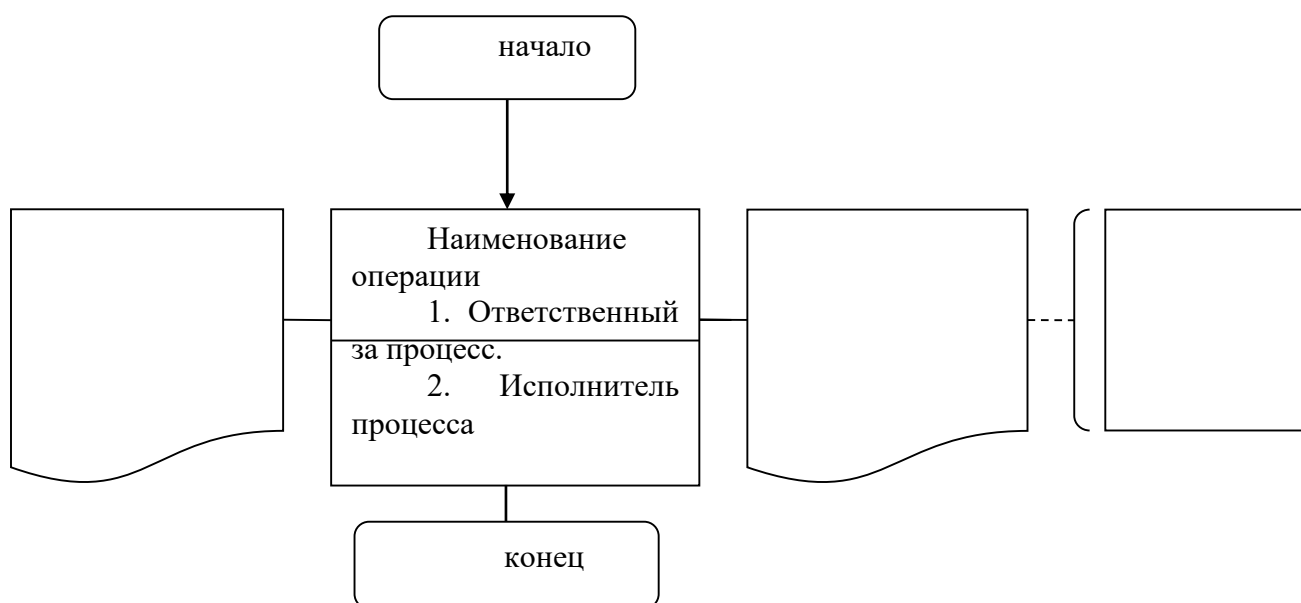 начало
Наименование
операции
1. Ответственный
за процесс.
2. Исполнитель
процесса
конец